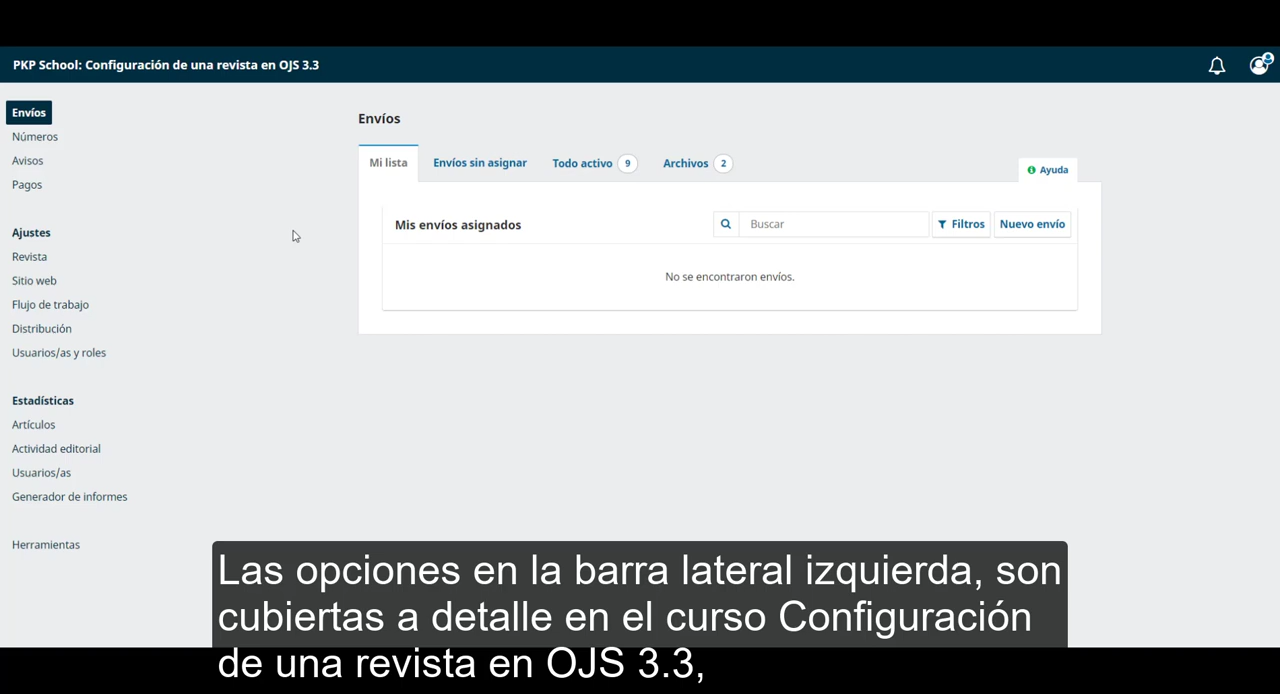 PKP School: Configuración de una revista en OJS 3.3
Envíos
Números
Avisos
Pagos
Ajustes
Revista
Sitio web
Flujo de trabajo
Distribución
Usuarios/as y roles
Estadísticas
Artículos
Actividad editorial
Usuarios/as
Generador de informes
Herramientas
Envíos
Mi lista Envíos sin asignar Todo activo 9 Archivos 2
Ayuda
Mis envíos asignados Buscar Filtros Nuevo envío
No se encontraron envíos.
Las opciones en la barra lateral izquierda, son
cubiertas a detalle en el curso Configuración
de una revista en OJS 3.3,